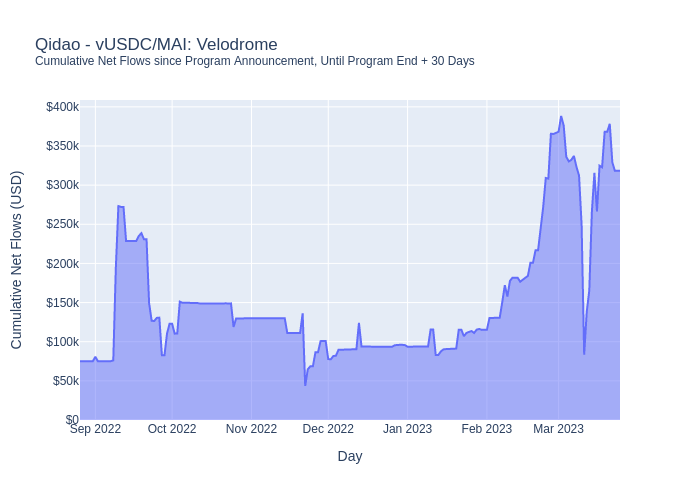 Qidao - vUSDC/MAI: Velodrome
Cumulative Net Flows since Program Announcement, Until Program End + 30 Days
Cumulative Net Flows (USD)
$400k
$350k
$300k
$250k
$200k
$150k
$100k
$50k
$0
Sep 2022 Oct 2022 Nov 2022 Dec 2022 Jan 2023 Feb 2023 Mar 2023
Day